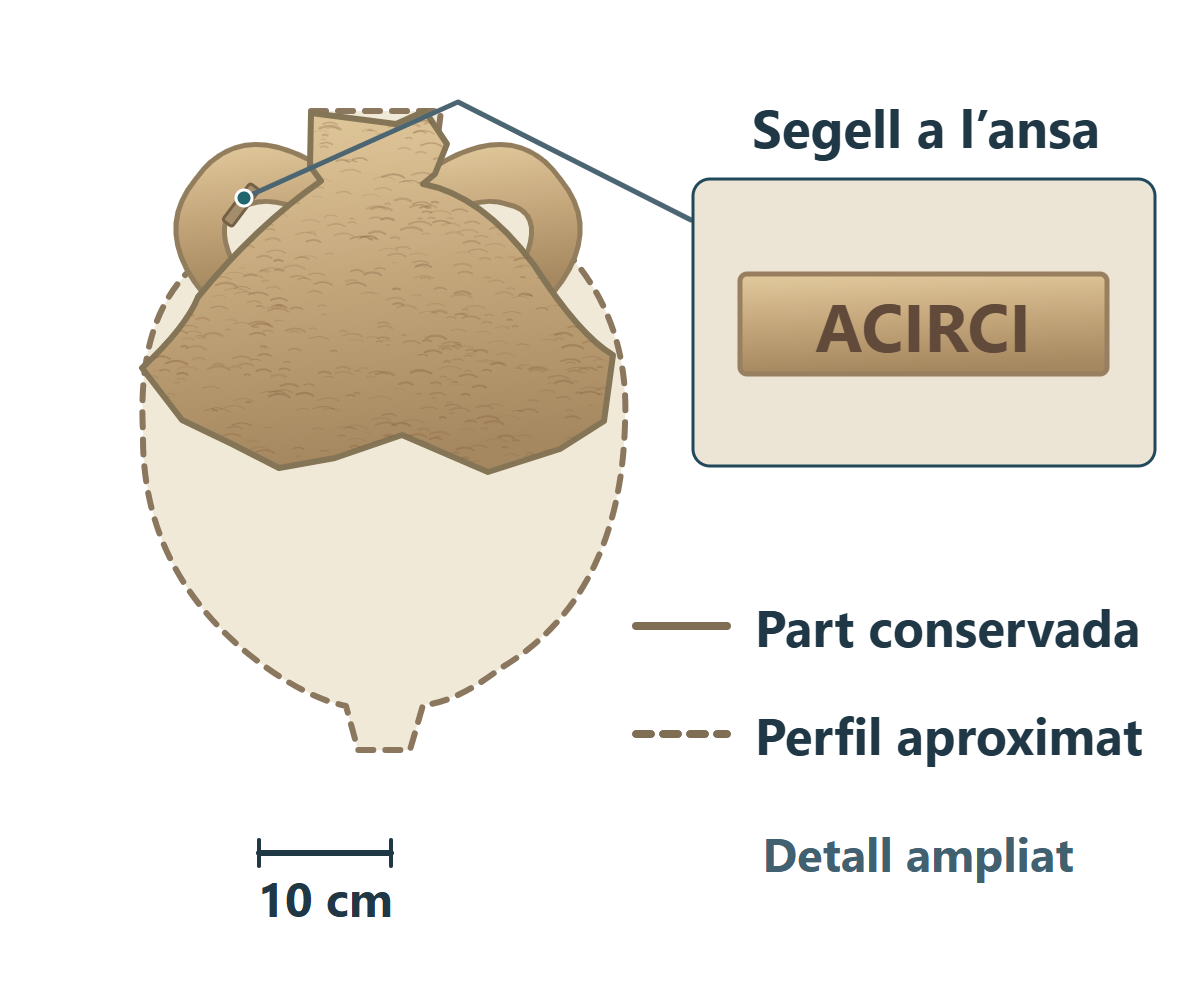 Segell a l’ansa
ACIRCI
Part conservada
Perfil aproximat
Detall ampliat
10 cm